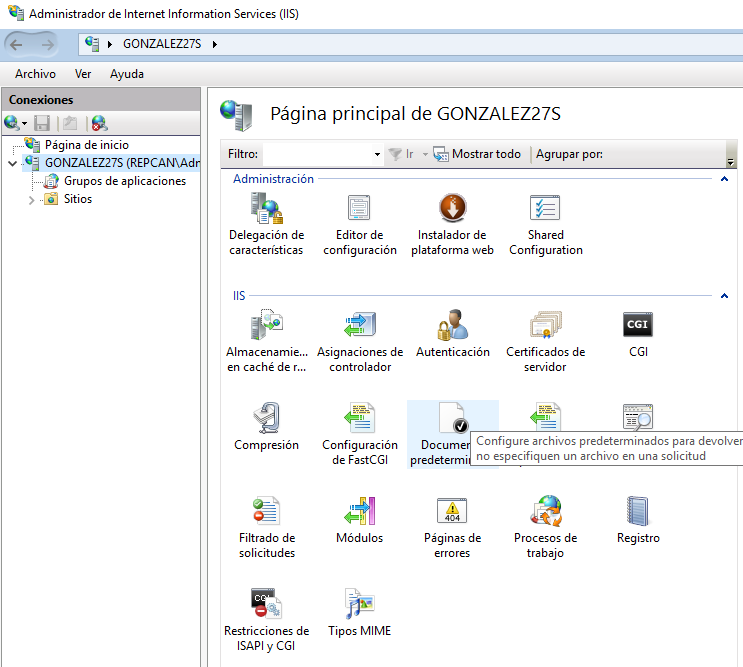 Administrador de Internet Information Services (IIS)
GONZALEZ27S
Archivo Ver Ayuda
Conexiones
Página de inicio
GONZALEZ27S (REPCAN\Adr
Grupos de aplicaciones
Sitios
Página principal de GONZALEZ27S
Filtro: Ir Mostrar todo Agrupar por:
Administración
Delegación de características
Editor de configuración
Instalador de plataforma web
Shared Configuration
IIS
Almacenamie... en caché de r...
Asignaciones de controlador
Autenticación
Certificados de servidor
CGI
CGI
Compresión
Configuración de FastCGI
Documen
predetermin
Configure archivos predeterminados para devolver
no especifiquen un archivo en una solicitud
Filtrado de solicitudes
Módulos
404
Páginas de errores
Procesos de trabajo
Registro
Restricciones de ISAPI y CGI
Tipos MIME